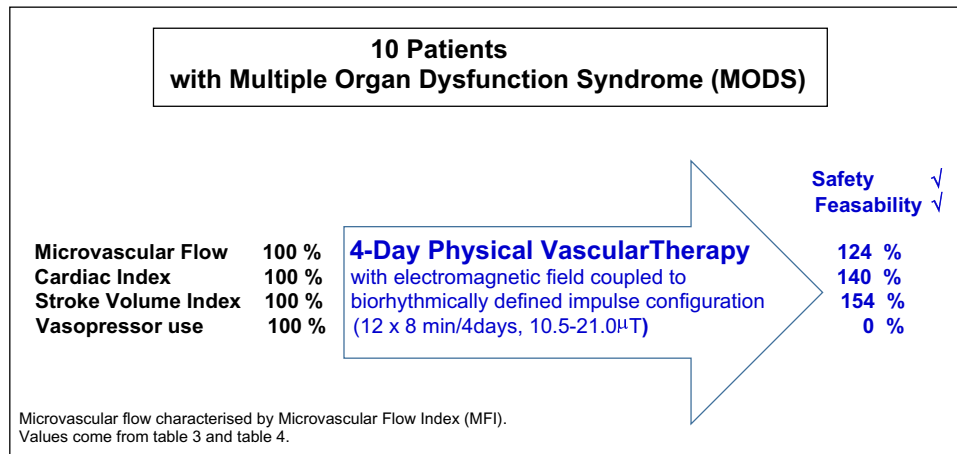 10 Patients
with Multiple Organ Dysfunction Syndrome (MODS)
Safety √
Feasability √
Microvascular Flow 100 % 4-Day Physical VascularTherapy 124 %
Cardiac Index 100 % with electromagnetic field coupled to 140 %
Stroke Volume Index 100 % biorhythmically defined impulse configuration 154 %
Vasopressor use 100 % (12 x 8 min/4days, 10.5-21.0µT) 0 %
Microvascular flow characterised by Microvascular Flow Index (MFI).
Values come from table 3 and table 4.